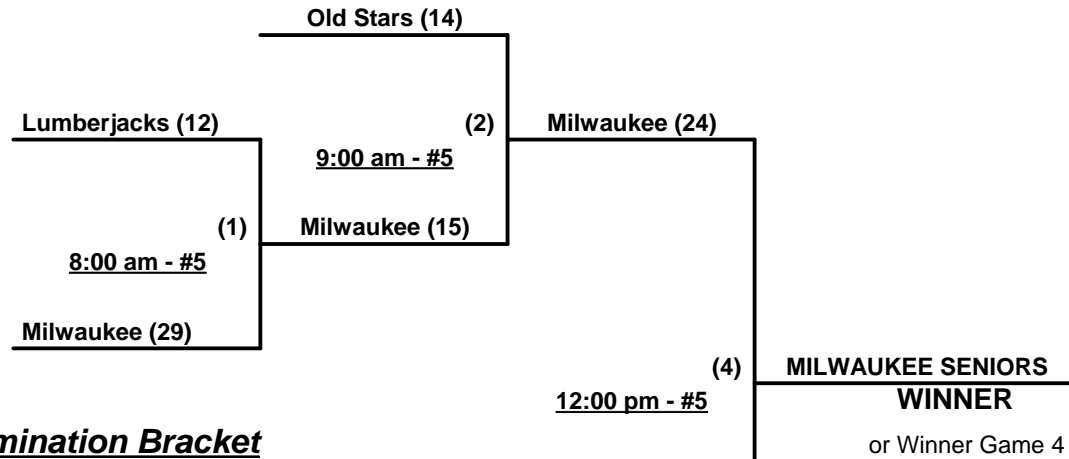 Old Stars (14)
Lumberjacks (12)
(2)
Milwaukee (24)
9:00 am - #5
(1)
Milwaukee (15)
8:00 am - #5
Milwaukee (29)
(4)
MILWAUKEE SENIORS
12:00 pm - #5
WINNER
mination Bracket
or Winner Game 4